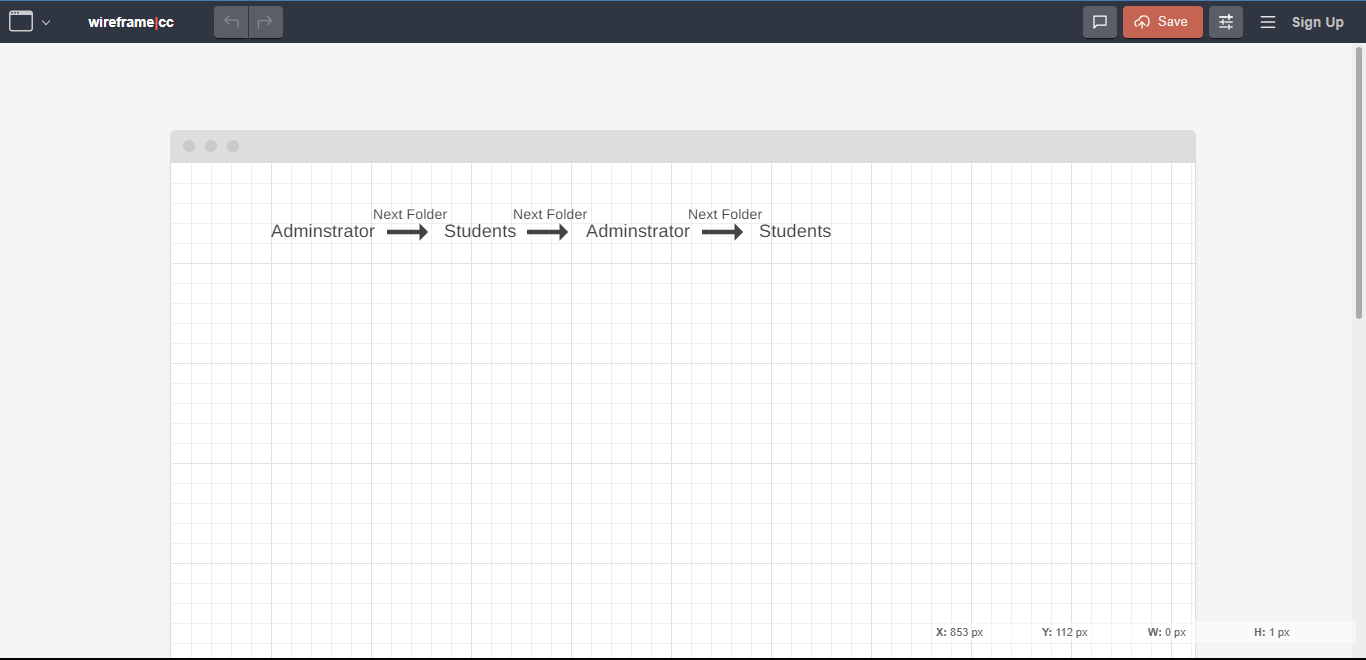 wireframe|cc
Save
Sign Up
Next Folder Next Folder Next Folder
Adminstrator Students Adminstrator Students
X: 853 px Y: 112 px W: 0 px H: 1 px